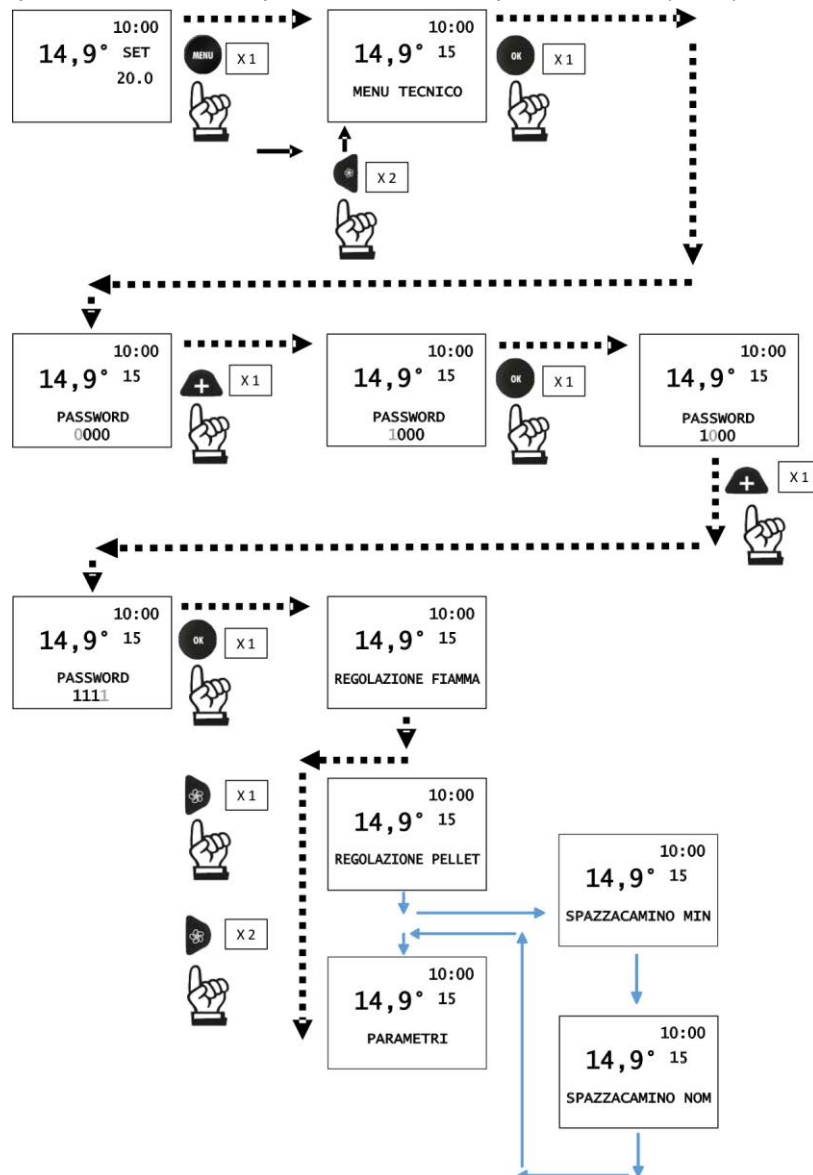 10:00
14,9° SET
20.0
MENU
X 1
10:00
14,9° 15
MENU TECNICO
OK
X 1
X 2
10:00
14,9° 15
PASSWORD
0000
+
X 1
10:00
14,9° 15
PASSWORD
1000
OK
X 1
10:00
14,9° 15
PASSWORD
1000
+
X 1
10:00
14,9° 15
PASSWORD
1111
OK
X 1
10:00
14,9° 15
REGOLAZIONE FIAMMA
X 1
10:00
14,9° 15
REGOLAZIONE PELLET
10:00
14,9° 15
SPAZZACAMINO MIN
X 2
10:00
14,9° 15
PARAMETRI
10:00
14,9° 15
SPAZZACAMINO NOM